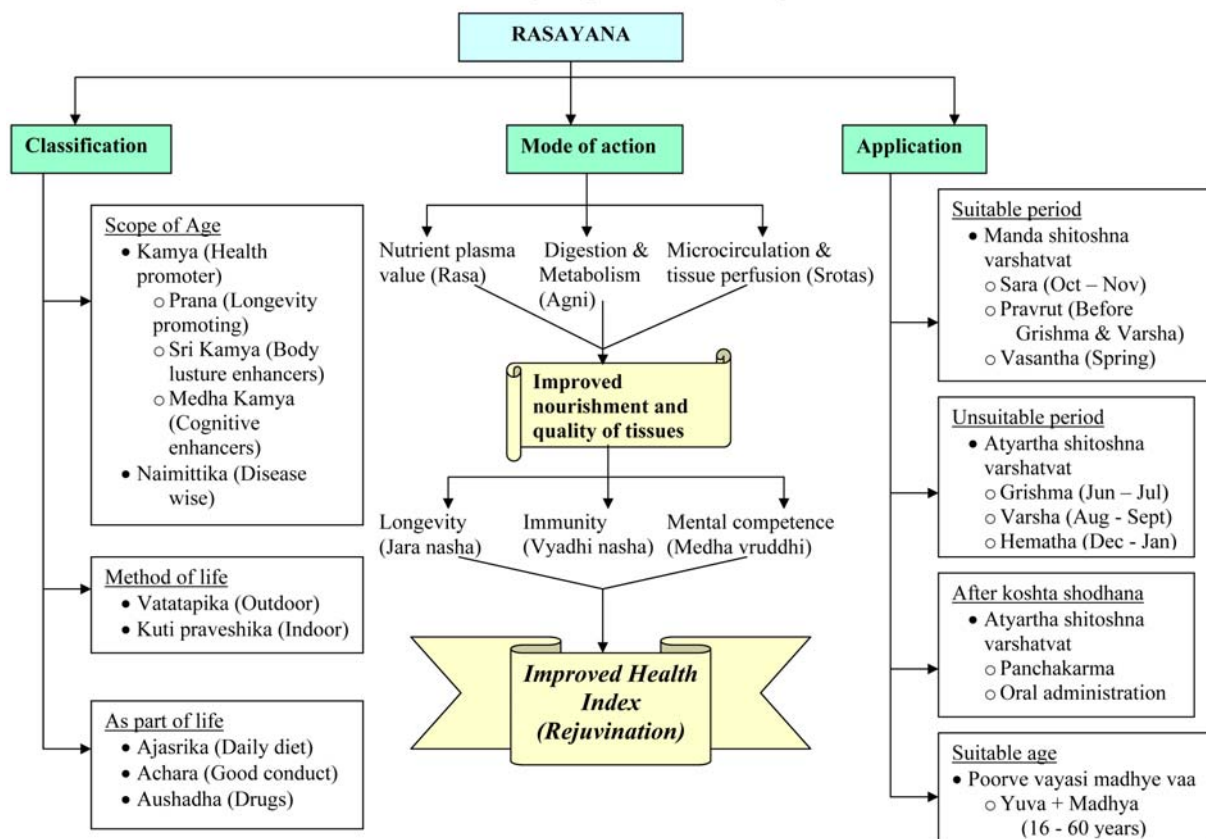 RASAYANA
Classification
Scope of Age
• Kamya (Health
promoter)
o Prana (Longevity
promoting)
o Sri Kamya (Body
lusture enhancers)
o Medha Kamya
(Cognitive
enhancers)
• Naimittika (Disease
wise)
Method of life
• Vatatapika (Outdoor)
• Kuti praveshika (Indoor)
As part of life
• Ajasrika (Daily diet)
• Achara (Good conduct)
• Aushadha (Drugs)
Mode of action
Nutrient plasma
value (Rasa)
Digestion &
Metabolism
(Agni)
Microcirculation &
tissue perfusion (Srotas)
Improved
nourishment and
quality of tissues
Longevity
(Jara nasha)
Immunity
(Vyadhi nasha)
Mental competence
(Medha vruddhi)
Improved Health
Index
(Rejuvination)
Application
Suitable period
• Manda shitoshna
varshatvat
o Sara (Oct – Nov)
o Pravrut (Before
Grishma & Varsha)
o Vasantha (Spring)
Unsuitable period
• Atyartha shitoshna
varshatvat
o Grishma (Jun – Jul)
o Varsha (Aug - Sept)
o Hematha (Dec - Jan)
After koshta shodhana
• Atyartha shitoshna
varshatvat
o Panchakarma
o Oral administration
Suitable age
• Poorve vayasi madhye vaa
o Yuva + Madhya
(16 - 60 years)